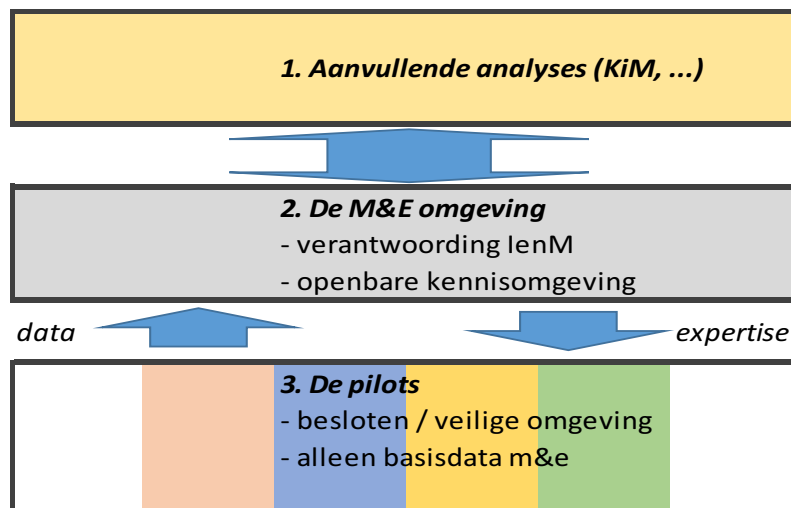 1. Aanvullende analyses (KiM, ...)
2. De M&E omgeving
- verantwoording IenM
- openbare kennisomgeving
data
expertise
3. De pilots
- besloten / veilige omgeving
- alleen basisdata m&e